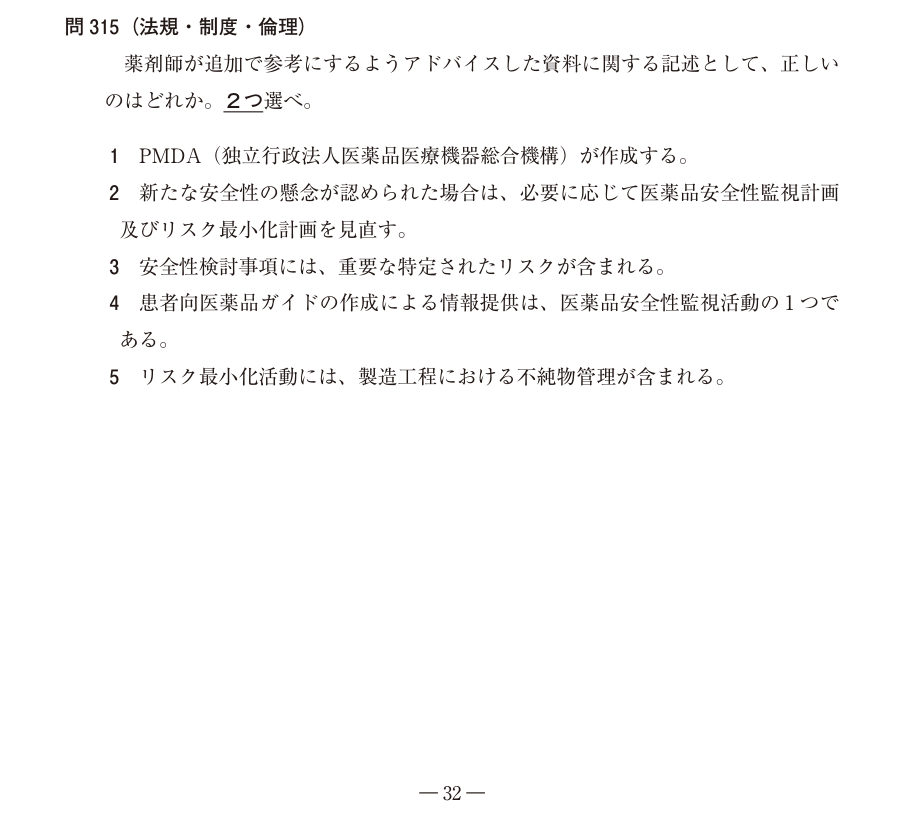 問 315（法規・制度・倫理）
薬剤師が追加で参考にするようアドバイスした資料に関する記述として、正しい
のはどれか。２つ選べ。
1　PMDA（独立行政法人医薬品医療機器総合機構）が作成する。
2　新たな安全性の懸念が認められた場合は、必要に応じて医薬品安全性監視計画
及びリスク最小化計画を見直す。
3　安全性検討事項には、重要な特定されたリスクが含まれる。
4　患者向医薬品ガイドの作成による情報提供は、医薬品安全性監視活動の１つで
ある。
5　リスク最小化活動には、製造工程における不純物管理が含まれる。
― 32 ―